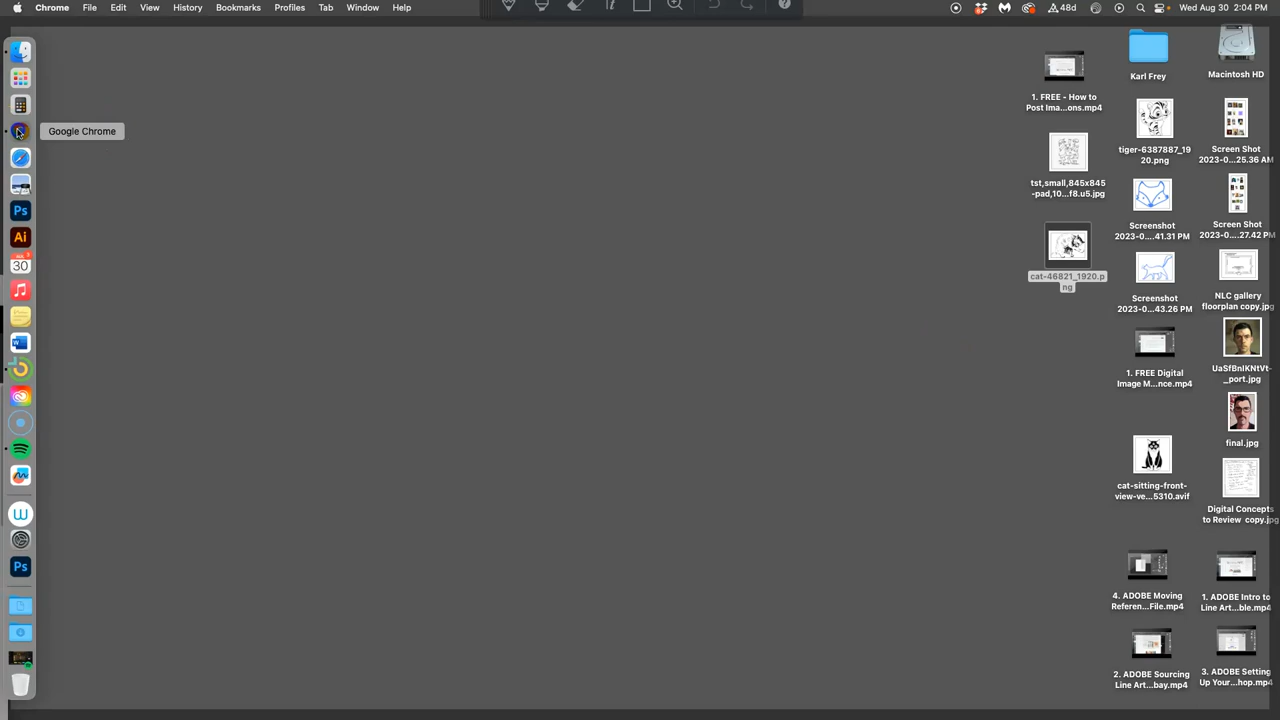 Chrome File Edit View History Bookmarks Profiles Tab Window Help
48d Wed Aug 30 2:04 PM
Google Chrome
30
Ps
Ai
Ps
1. FREE - How to
Post Ima...ons.mp4
Karl Frey
Macintosh HD
tst,small,845x845
-pad,10...f8.u5.jpg
tiger-6387887_19
20.png
Screen Shot
2023-0...25.36 AM
cat-46821_1920.p
ng
Screenshot
2023-0....41.31 PM
Screen Shot
2023-0...27.42 PM
Screenshot
2023-0....43.26 PM
NLC gallery
floorplan copy.jpg
1. FREE Digital
Image M...nce.mp4
UaSfBnIKNtVt-
_port.jpg
final.jpg
cat-sitting-front-
view-ve...5310.avif
Digital Concepts
to Review copy.jpg
4. ADOBE Moving
Referen...File.mp4
1. ADOBE Intro to
Line Art...ble.mp4
2. ADOBE Sourcing
Line Art...bay.mp4
3. ADOBE Setting
Up Your...hop.mp4